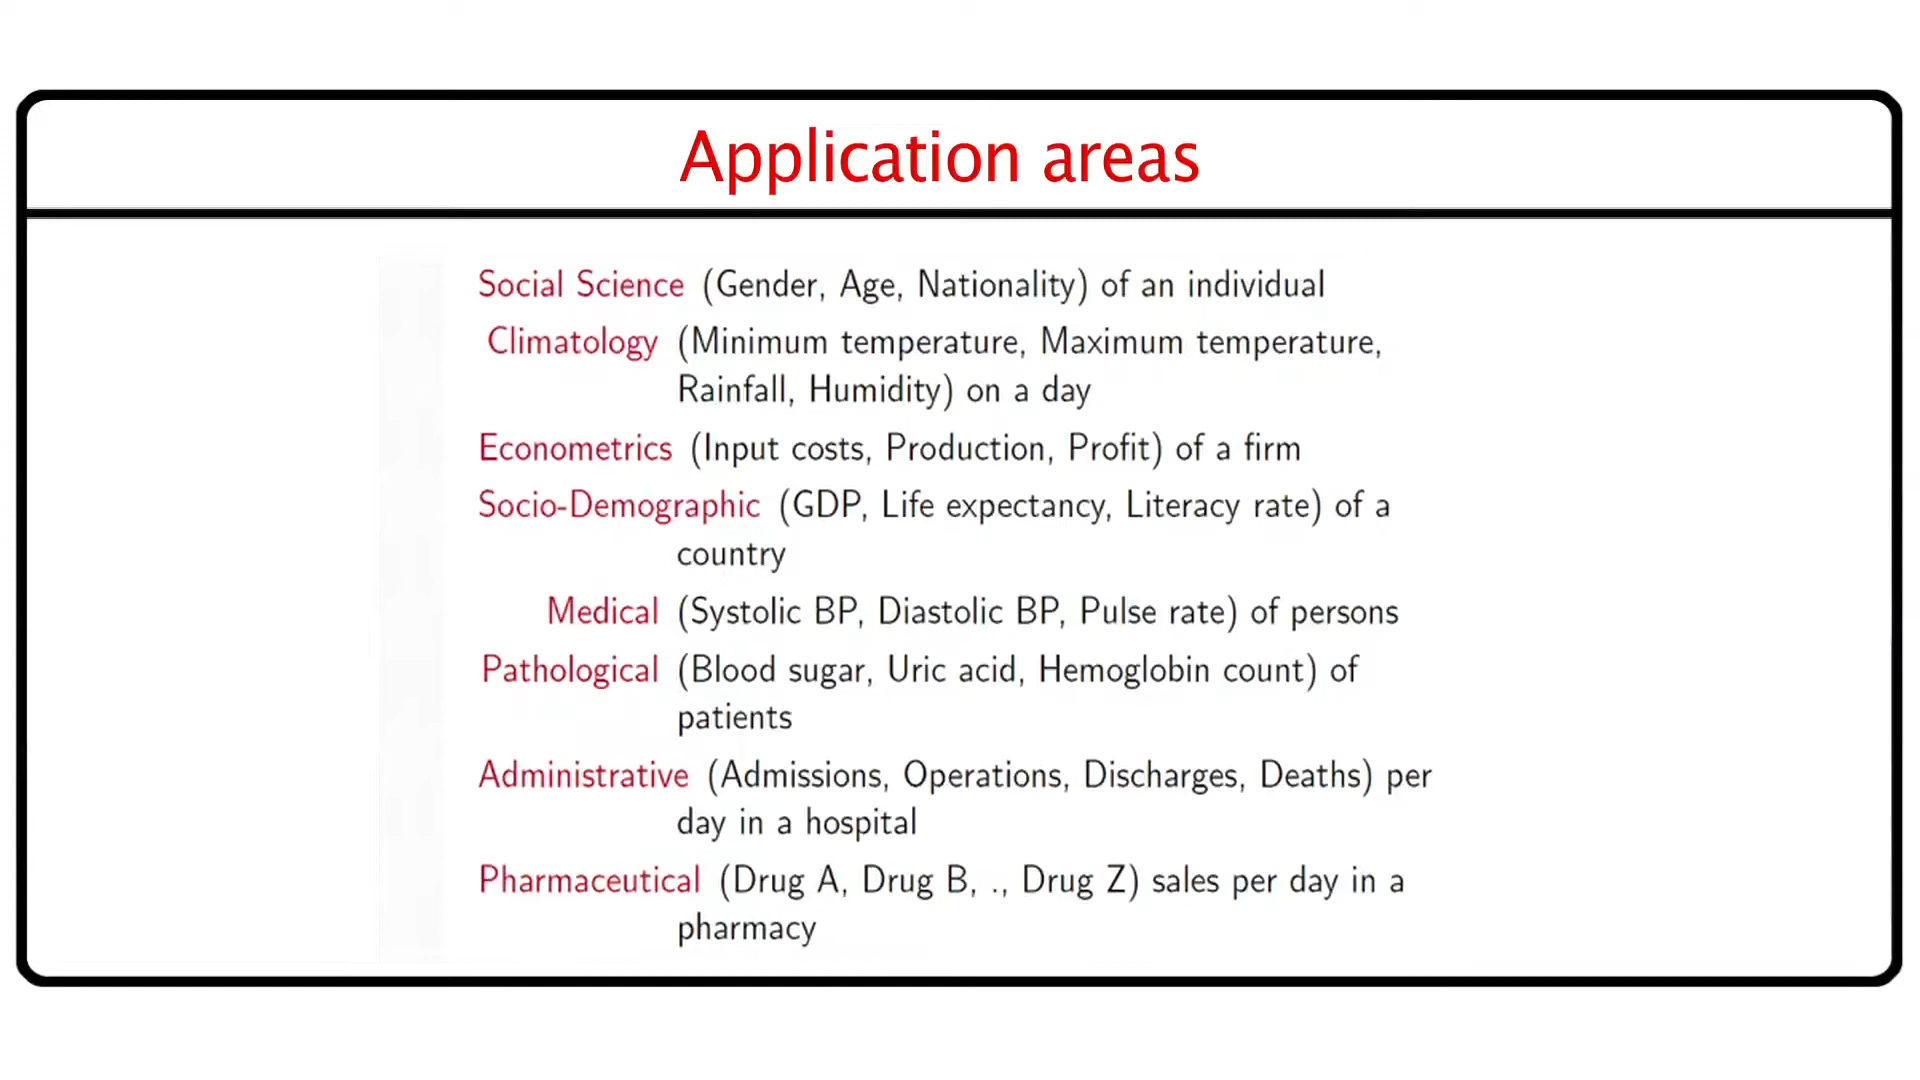 Application areas
Social Science (Gender, Age, Nationality) of an individual
Climatology (Minimum temperature, Maximum temperature,
Rainfall, Humidity) on a day
Econometrics (Input costs, Production, Profit) of a firm
Socio-Demographic (GDP, Life expectancy, Literacy rate) of a
country
Medical (Systolic BP, Diastolic BP, Pulse rate) of persons
Pathological (Blood sugar, Uric acid, Hemoglobin count) of
patients
Administrative (Admissions, Operations, Discharges, Deaths) per
day in a hospital
Pharmaceutical (Drug A, Drug B, ., Drug Z) sales per day in a
pharmacy